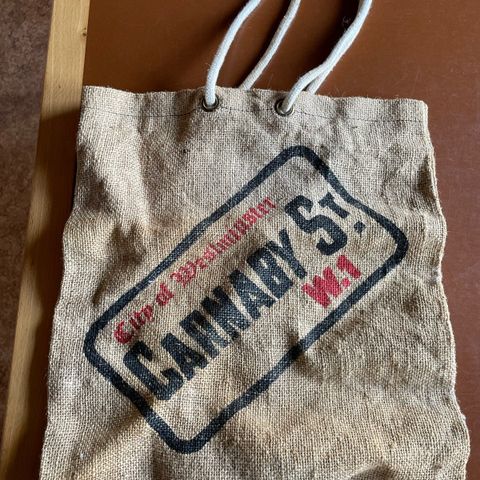 City of Westminster
CARNABY ST.
W.1